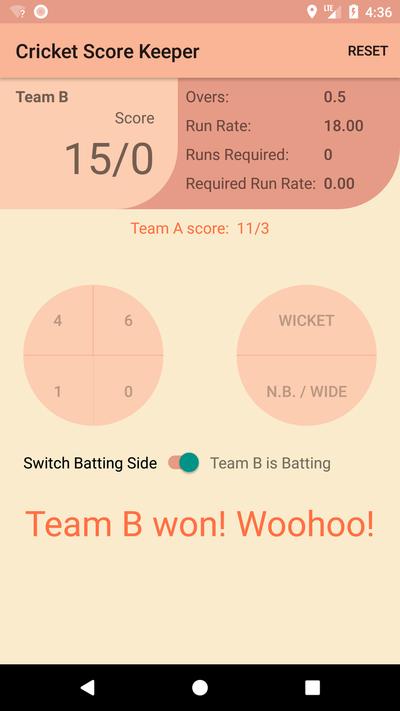 LTE 4:36
Cricket Score Keeper RESET
Team B
Score
15/0
Overs: 0.5
Run Rate: 18.00
Runs Required: 0
Required Run Rate: 0.00
Team A score: 11/3
4 6
1 0
WICKET
N.B. / WIDE
Switch Batting Side Team B is Batting
Team B won! Woohoo!